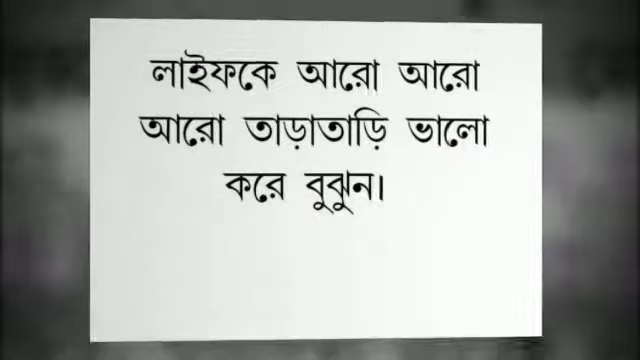 লাইফকে আরো আরো
আরো তাড়াতাড়ি ভালো
করে বুঝুন।